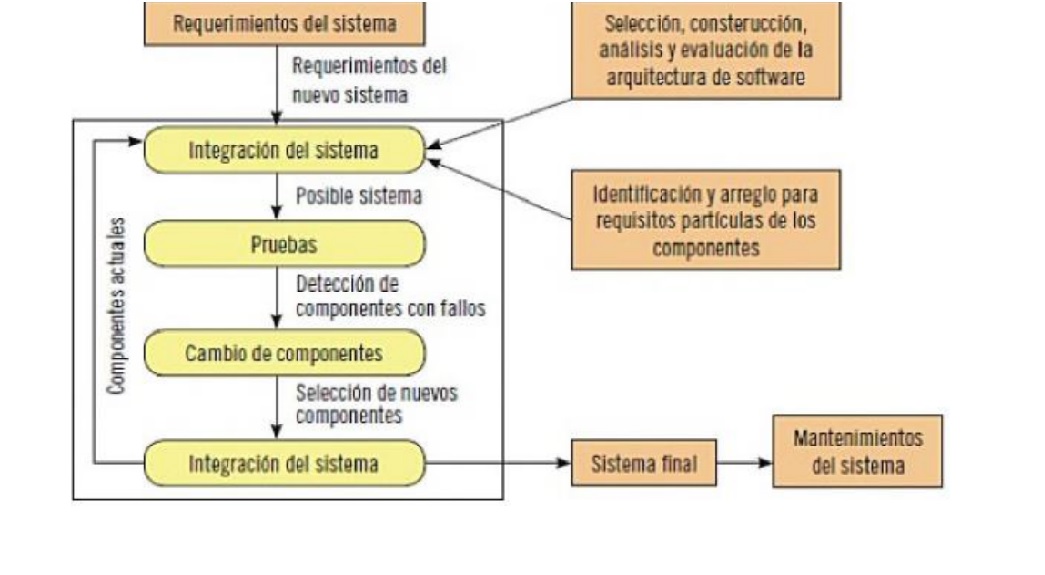 Requerimientos del sistema
Selección, consterucción,
análisis y evaluación de la
arquitectura de software
Requerimientos del
nuevo sistema
Integración del sistema
Posible sistema
Identificación y arreglo para
requisitos partículas de los
componentes
Pruebas
Componentes actuales
Detección de
componentes con fallos
Cambio de componentes
Selección de nuevos
componentes
Integración del sistema
Sistema final
Mantenimientos
del sistema